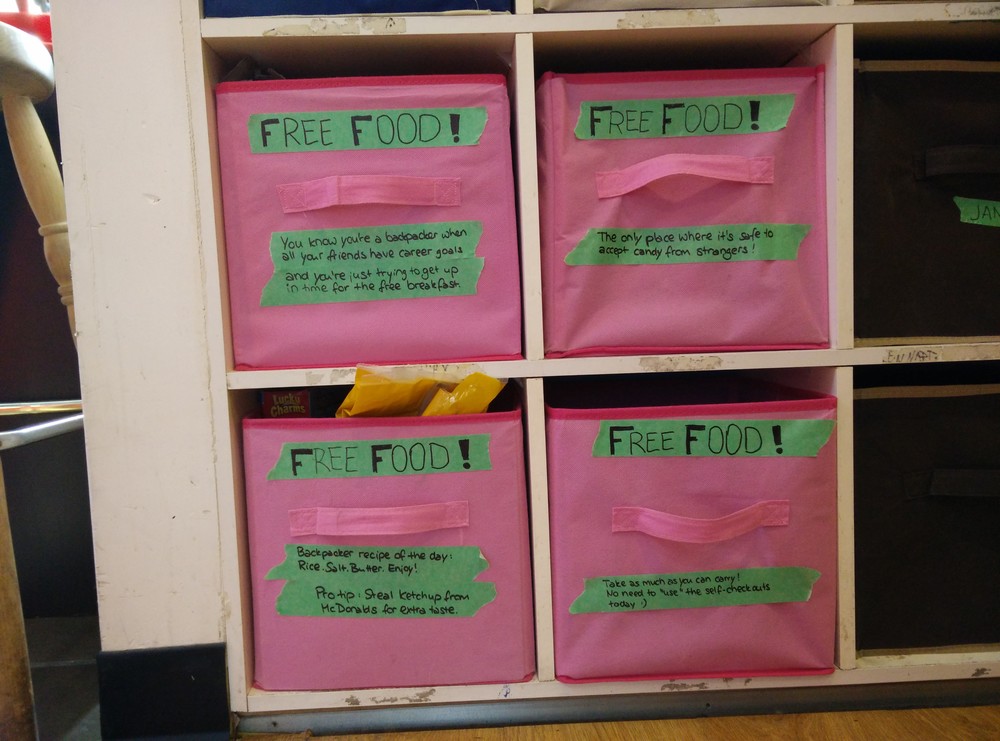 FREE FOOD!
You know you're a backpacker when
all your friends have career goals
and you're just trying to get up
in time for the free breakfast.
FREE FOOD!
The only place where it's safe to
accept candy from strangers!
JAN
Lucky
Charms
FREE FOOD!
Backpacker recipe of the day:
Rice. Salt. Butter. Enjoy!
Pro tip: Steal ketchup from
McDonalds for extra taste.
FREE FOOD!
Take as much as you can carry!
No need to "use" the self-checkouts
today :)